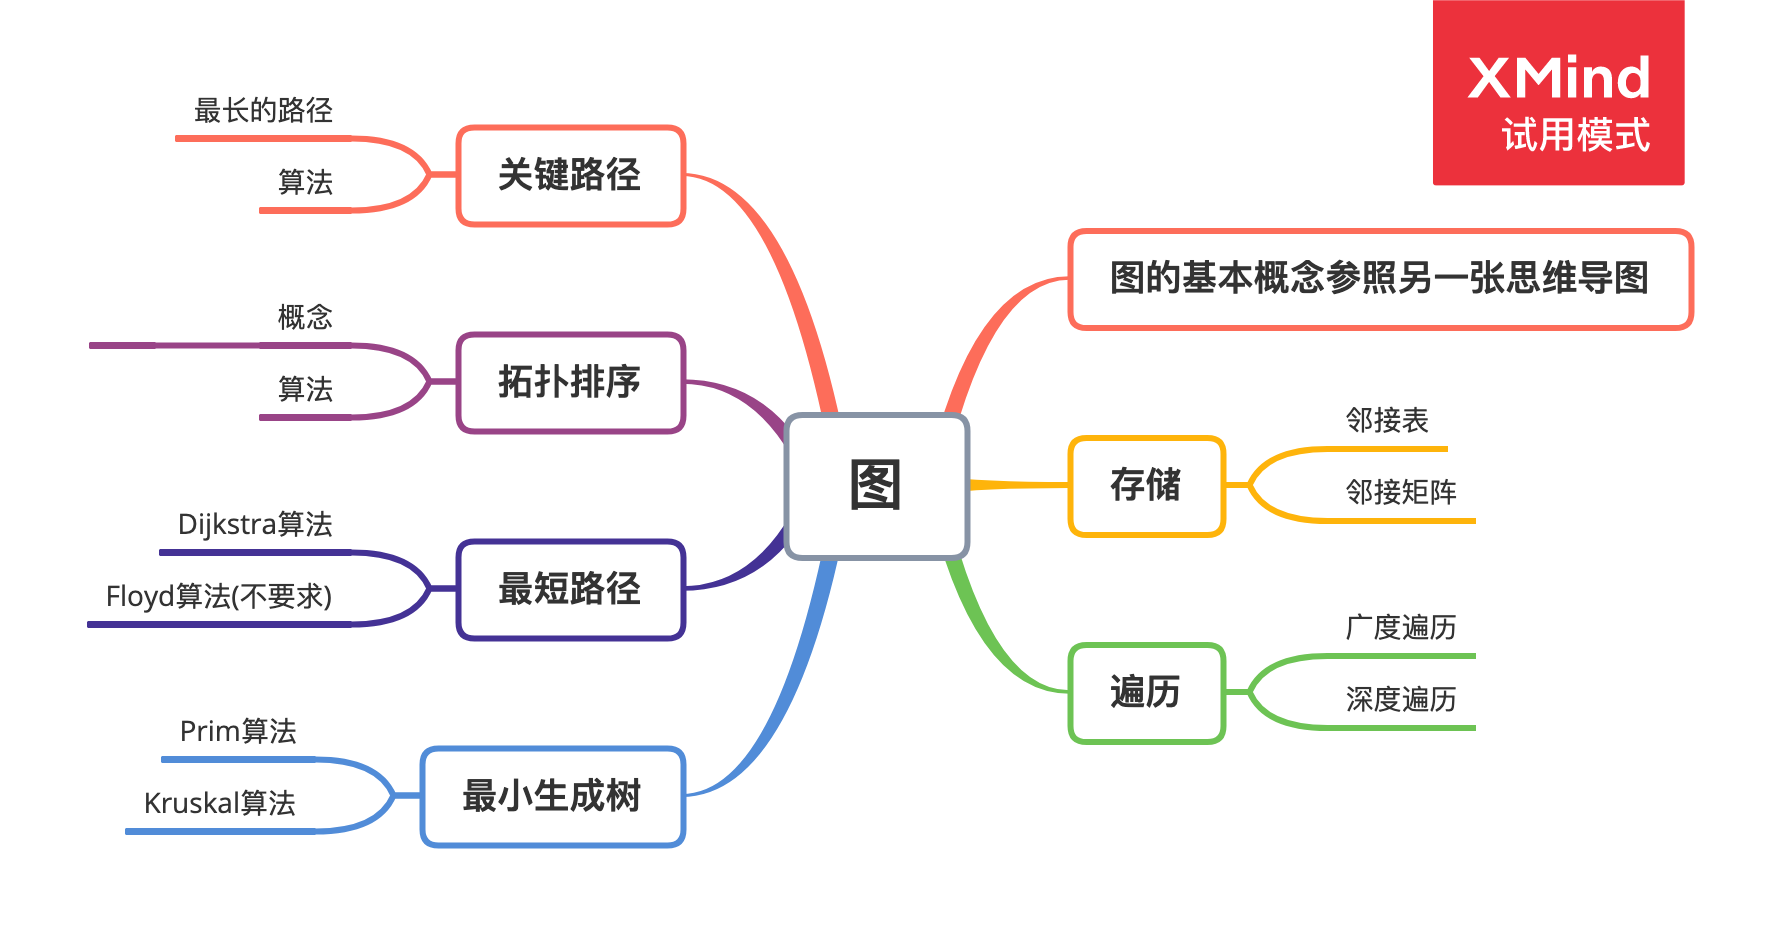 XMind
试用模式
图
图的基本概念参照另一张思维导图
存储
邻接表
邻接矩阵
遍历
广度遍历
深度遍历
关键路径
最长的路径
算法
拓扑排序
概念
算法
最短路径
Dijkstra算法
Floyd算法(不要求)
最小生成树
Prim算法
Kruskal算法